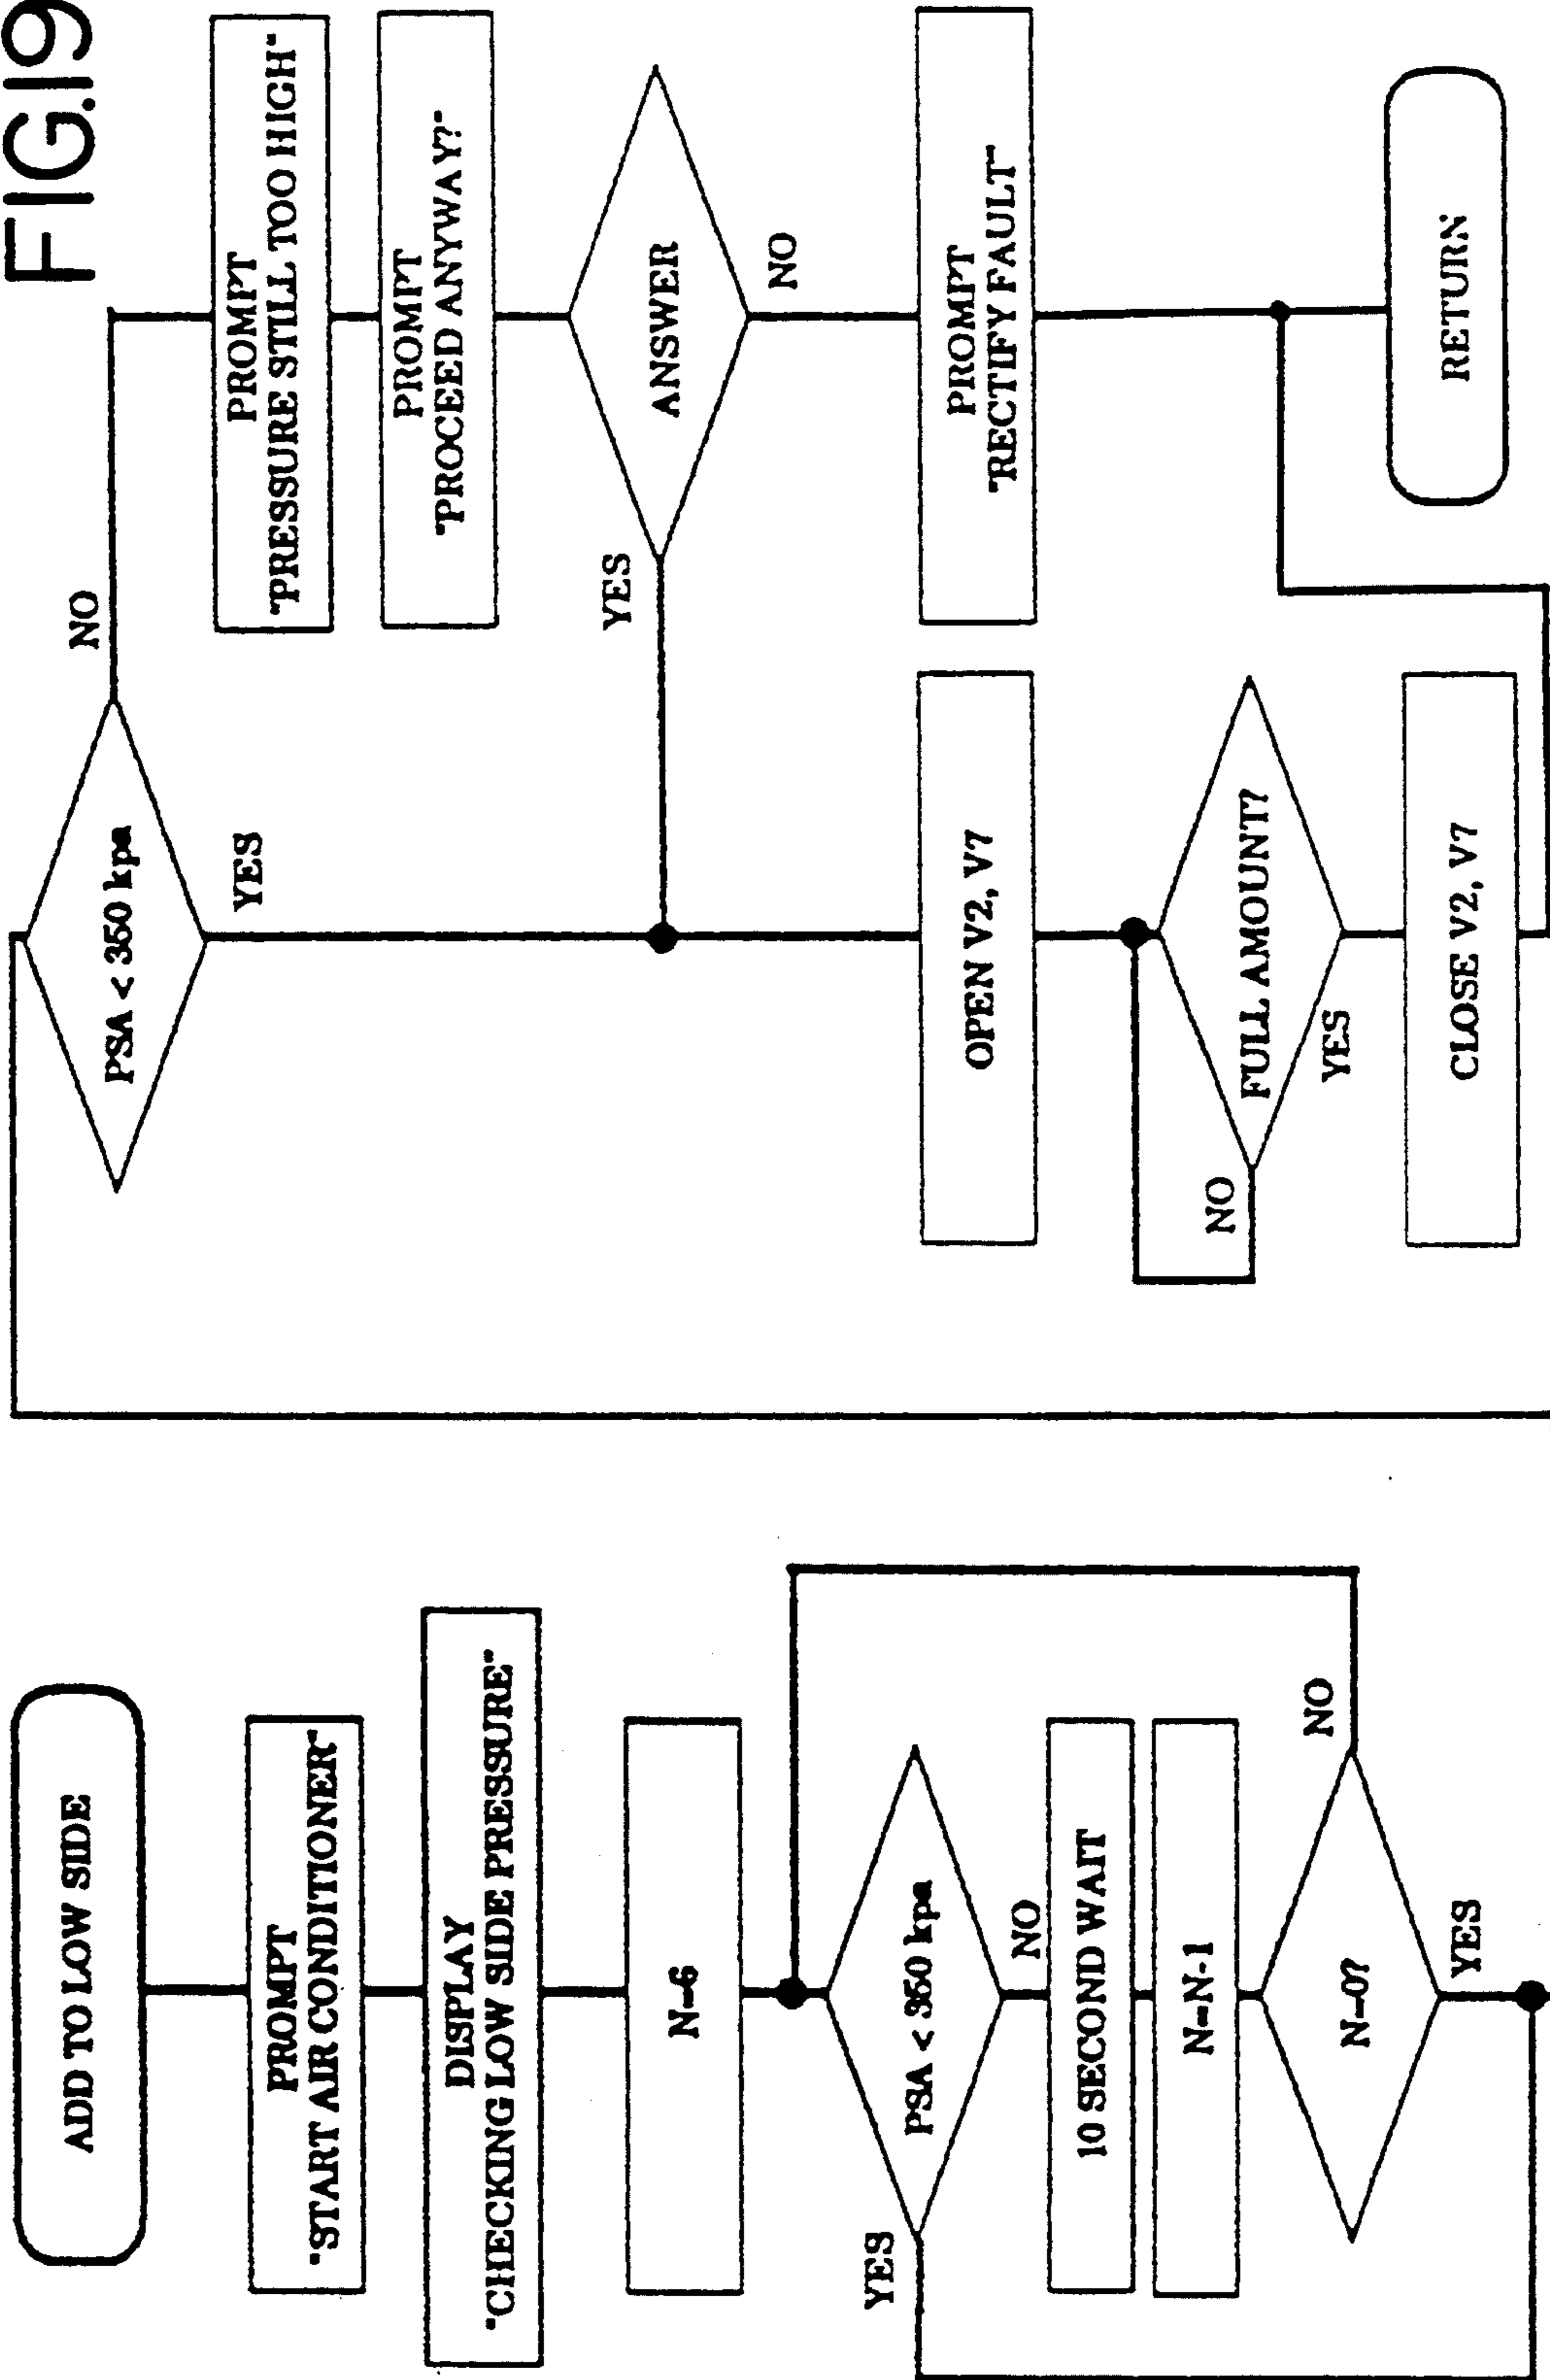 FIG.19
ADD TO LOW SIDE
PROMPT
"START AIR CONDITIONER"
DISPLAY
"CHECKING LOW SIDE PRESSURE"
N=6
PSA < 350 kpa
YES
NO
10 SECOND WAIT
N=N-1
N=0?
NO
YES
PSA < 350 kpa
NO
YES
PROMPT
"PRESSURE STILL TOO HIGH"
PROMPT
"PROCEED ANYWAY?"
ANSWER
YES
NO
PROMPT
"RECTIFY FAULT"
OPEN V2, V7
FULL AMOUNT?
NO
YES
CLOSE V2, V7
RETURN